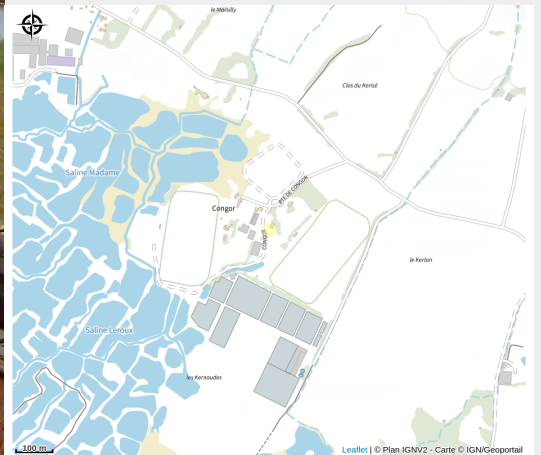 le Marsilly
Clos du Kerisé
Saline Madame
RTE DE CONGOR
Congor
CONGOR
le Kerlan
Saline Leroux
les Kernaudes
100 m
Leaflet | © Plan IGNV2 - Carte © IGN/Geoportail